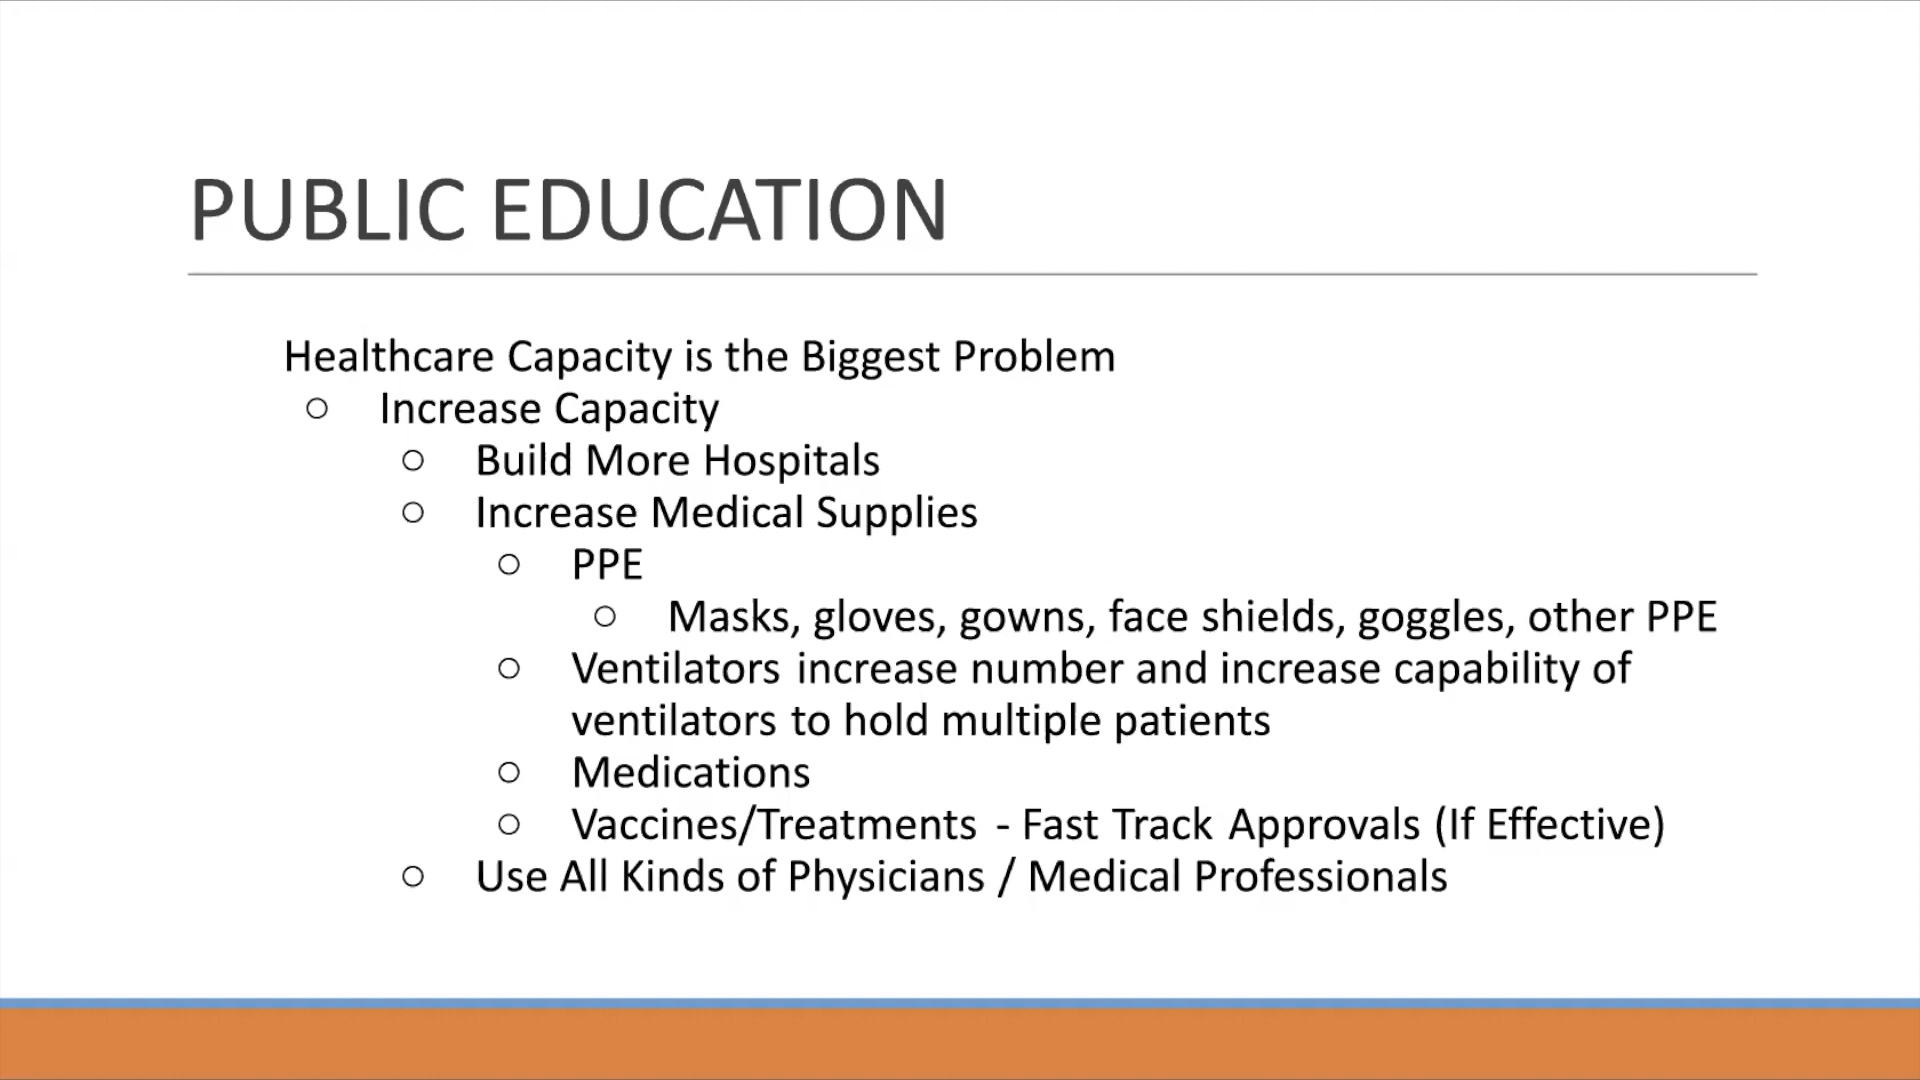 PUBLIC EDUCATION
Healthcare Capacity is the Biggest Problem
○ Increase Capacity
○ Build More Hospitals
○ Increase Medical Supplies
○ PPE
○ Masks, gloves, gowns, face shields, goggles, other PPE
○ Ventilators increase number and increase capability of
ventilators to hold multiple patients
○ Medications
○ Vaccines/Treatments - Fast Track Approvals (If Effective)
○ Use All Kinds of Physicians / Medical Professionals